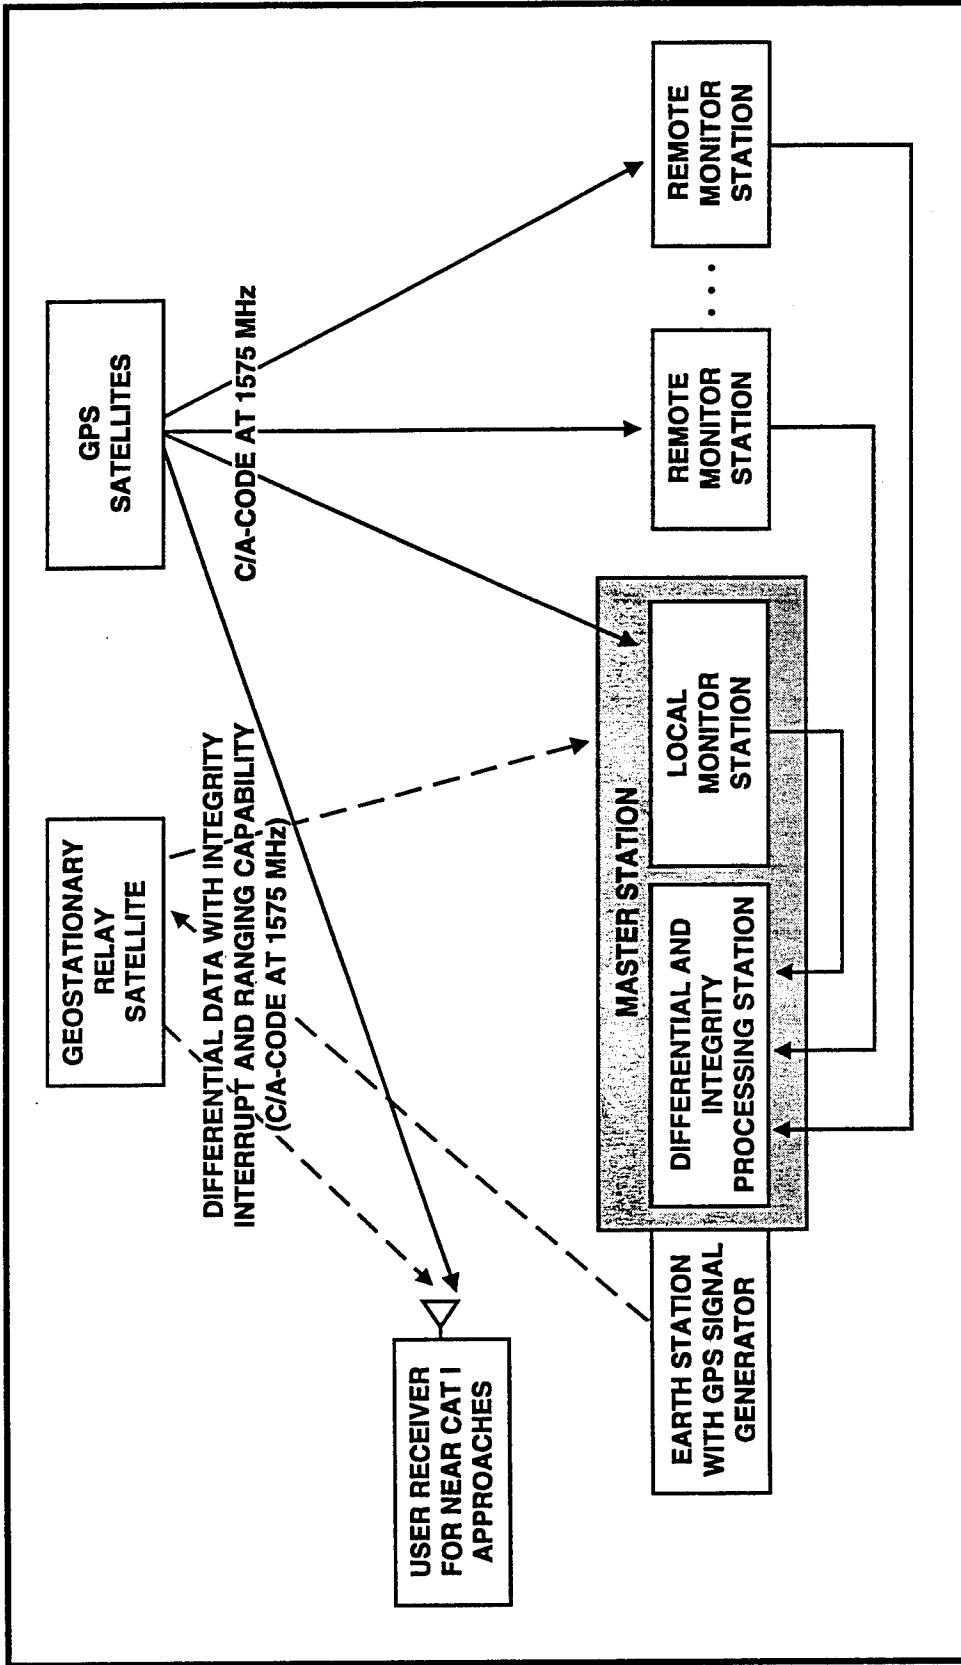 GEOSTATIONARY
RELAY
SATELLITE
GPS
SATELLITES
DIFFERENTIAL DATA WITH INTEGRITY
INTERRUPT AND RANGING CAPABILITY
(C/A-CODE AT 1575 MHz)
C/A-CODE AT 1575 MHz
USER RECEIVER
FOR NEAR CAT I
APPROACHES
MASTER STATION
EARTH STATION
WITH GPS SIGNAL
GENERATOR
DIFFERENTIAL AND
INTEGRITY
PROCESSING STATION
LOCAL
MONITOR
STATION
REMOTE
MONITOR
STATION
. . . .
REMOTE
MONITOR
STATION